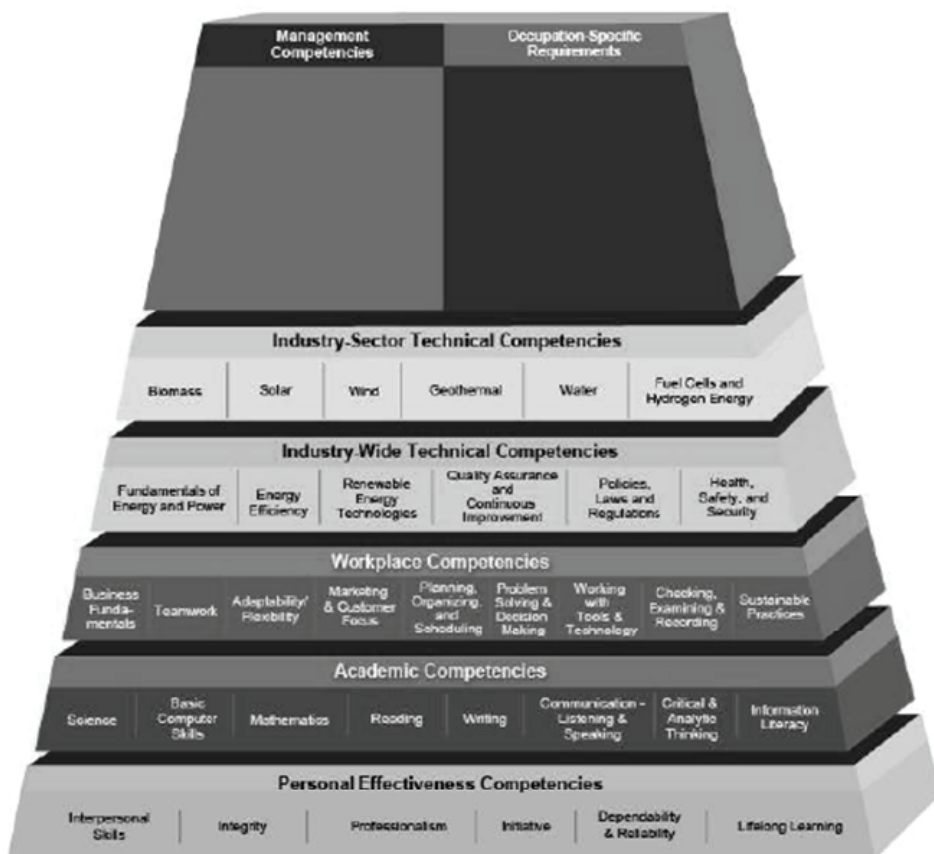 Management
Competencies
Occupation-Specific
Requirements
Industry-Sector Technical Competencies
Biomass
Solar
Wind
Geothermal
Water
Fuel Cells and
Hydrogen Energy
Industry-Wide Technical Competencies
Fundamentals of
Energy and Power
Energy
Efficiency
Renewable
Energy
Technologies
Quality Assurance
and
Continuous
Improvement
Policies,
Laws and
Regulations
Health,
Safety, and
Security
Workplace Competencies
Business
Funda-
mentals
Teamwork
Adaptability/
Flexibility
Marketing
& Customer
Focus
Planning,
Organizing,
and
Scheduling
Problem
Solving &
Decision
Making
Working
with
Tools &
Technology
Checking,
Examining &
Recording
Sustainable
Practices
Academic Competencies
Science
Basic
Computer
Skills
Mathematics
Reading
Writing
Communication -
Listening &
Speaking
Critical &
Analytic
Thinking
Information
Literacy
Personal Effectiveness Competencies
Interpersonal
Skills
Integrity
Professionalism
Initiative
Dependability
& Reliability
Lifelong Learning